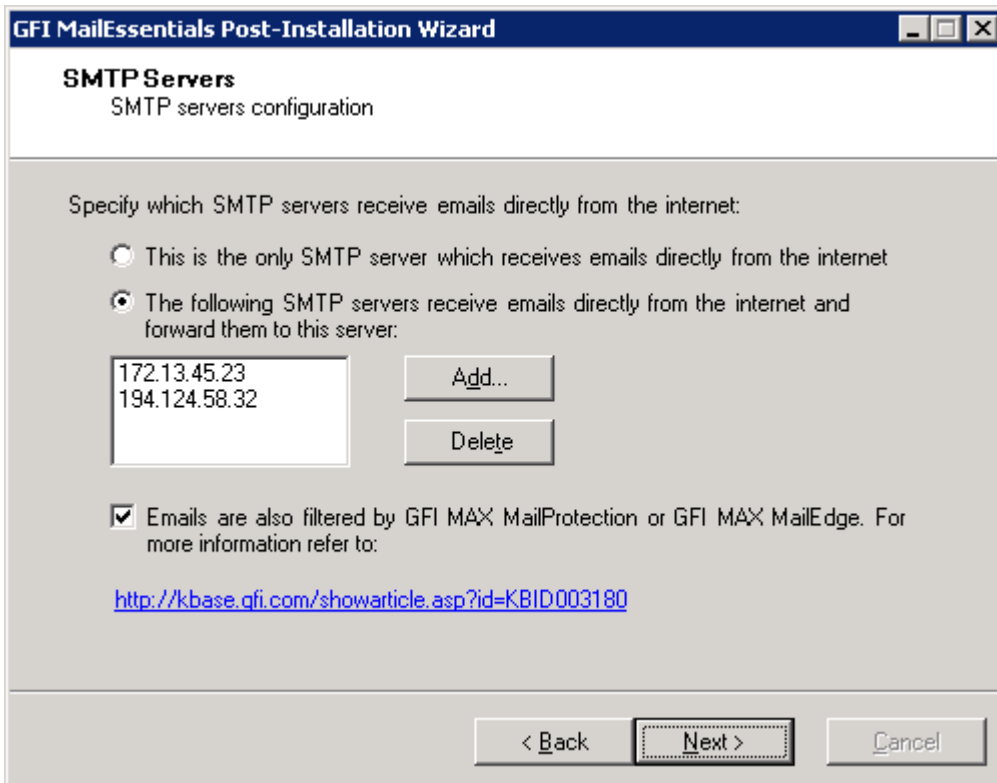 GFI MailEssentials Post-Installation Wizard
SMTP Servers
SMTP servers configuration
Specify which SMTP servers receive emails directly from the internet:
This is the only SMTP server which receives emails directly from the internet
The following SMTP servers receive emails directly from the internet and
forward them to this server:
172.13.45.23
194.124.58.32
Add...
Delete
Emails are also filtered by GFI MAX MailProtection or GFI MAX MailEdge. For
more information refer to:
http://kbase.gfi.com/showarticle.asp?id=KBID003180
< Back
Next >
Cancel